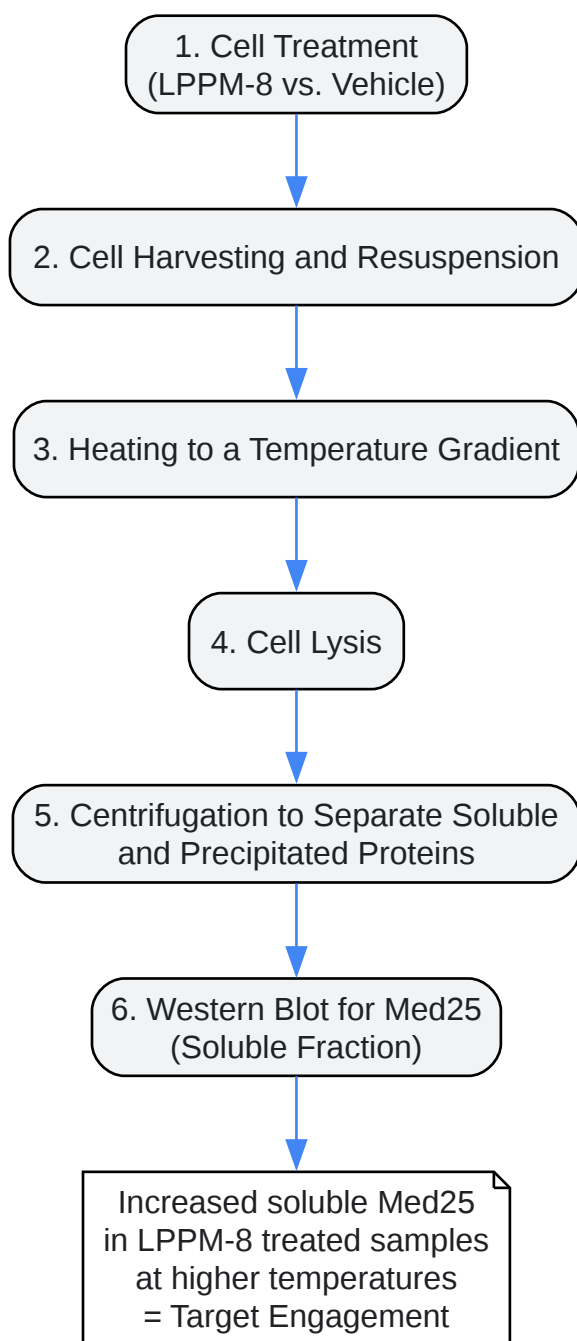 1. Cell Treatment
(LPPM-8 vs. Vehicle)
2. Cell Harvesting and Resuspension
3. Heating to a Temperature Gradient
4. Cell Lysis
5. Centrifugation to Separate Soluble
and Precipitated Proteins
6. Western Blot for Med25
(Soluble Fraction)
Increased soluble Med25
in LPPM-8 treated samples
at higher temperatures
= Target Engagement